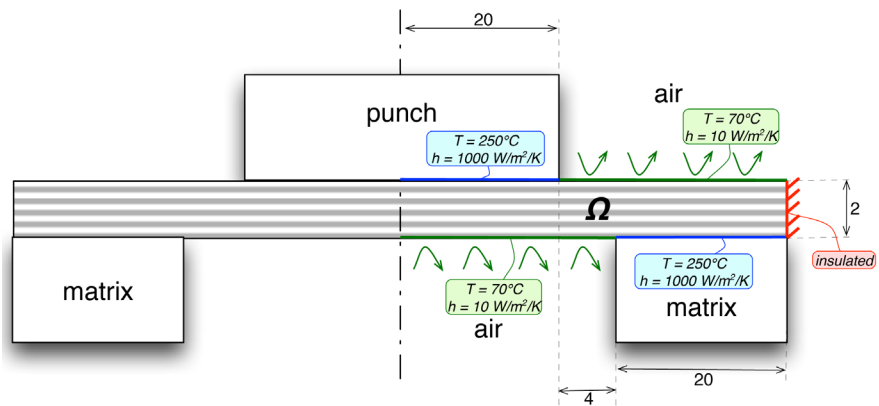 20
punch
air
T = 70°C
h = 10 W/m²/K
T = 250°C
h = 1000 W/m²/K
Ω
2
insulated
matrix
T = 70°C
h = 10 W/m²/K
air
T = 250°C
h = 1000 W/m²/K
matrix
20
4